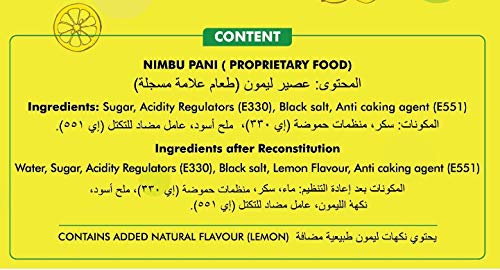 CONTENT
NIMBU PANI ( PROPRIETARY FOOD)
المحتوى: عصير ليمون (طعام علامة مسجلة)
Ingredients: Sugar, Acidity Regulators (E330), Black salt, Anti caking agent (E551)
المكونات: سكر، منظمات حموضة (إي ٣٣٠)، ملح أسود، عامل مضاد للتكتل (إي ٥٥١).
Ingredients after Reconstitution
Water, Sugar, Acidity Regulators (E330), Black salt, Lemon Flavour, Anti caking agent (E551)
المكونات بعد إعادة التنظيم: ماء، سكر، منظمات حموضة (إي ٣٣٠)، ملح أسود،
نكهة الليمون، عامل مضاد للتكتل (إي ٥٥١).
CONTAINS ADDED NATURAL FLAVOUR (LEMON) يحتوي نكهات ليمون طبيعية مضافة